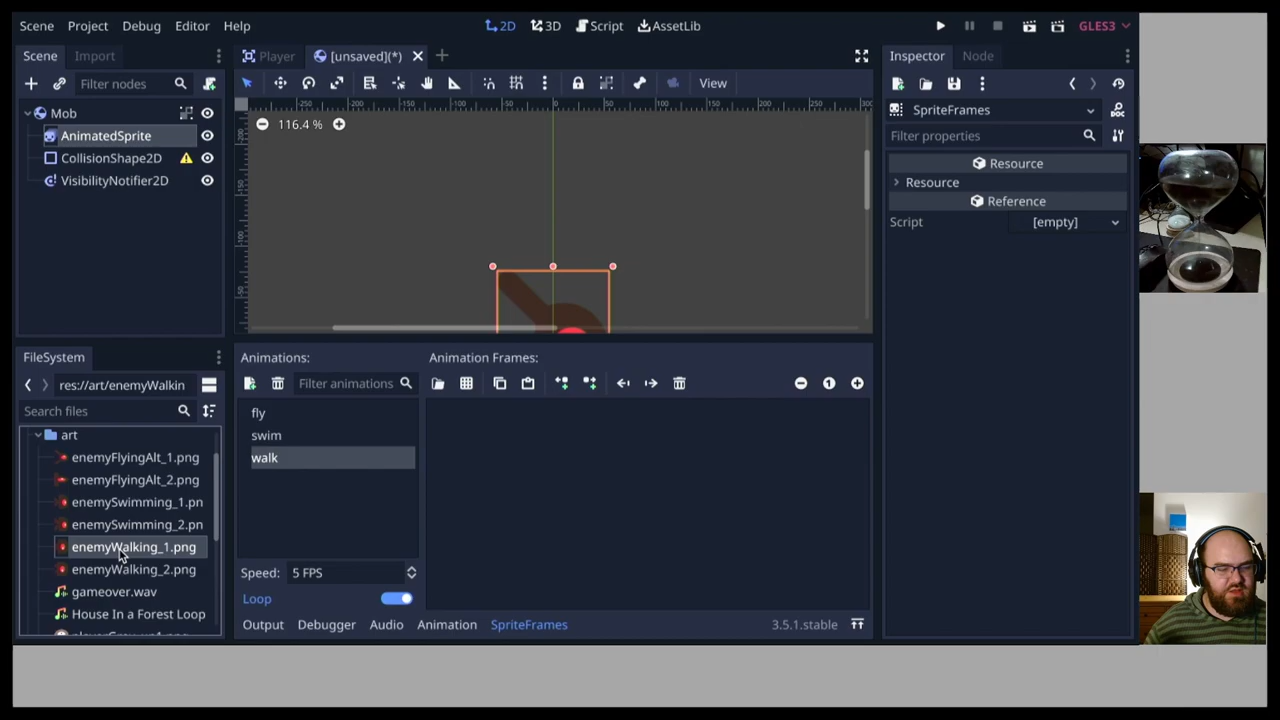 Scene Project Debug Editor Help
2D 3D Script AssetLib
GLES3
Scene Import
Player [unsaved](*)
Inspector Node
Filter nodes
View
Mob
AnimatedSprite
CollisionShape2D
VisibilityNotifier2D
116.4 %
SpriteFrames
Filter properties
Resource
Resource
Reference
Script [empty]
FileSystem
res://art/enemyWalkin
Search files
art
enemyFlyingAlt_1.png
enemyFlyingAlt_2.png
enemySwimming_1.pn
enemySwimming_2.pn
enemyWalking_1.png
enemyWalking_2.png
gameover.wav
House In a Forest Loop
Animations:
Filter animations
fly
swim
walk
Speed: 5 FPS
Loop
Animation Frames:
Output Debugger Audio Animation SpriteFrames
3.5.1.stable